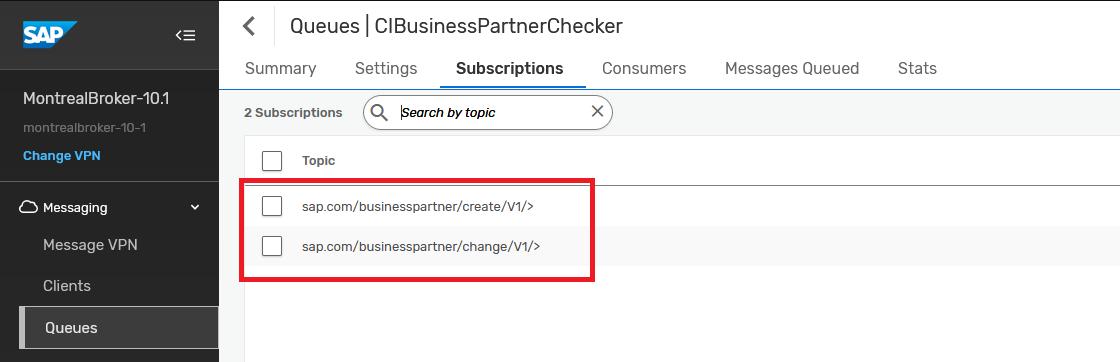 SAP
MontrealBroker-10.1
montrealbroker-10-1
Change VPN
Messaging
Message VPN
Clients
Queues
Queues | CIBusinessPartnerChecker
Summary Settings Subscriptions Consumers Messages Queued Stats
2 Subscriptions Search by topic
Topic
sap.com/businesspartner/create/V1/>
sap.com/businesspartner/change/V1/>